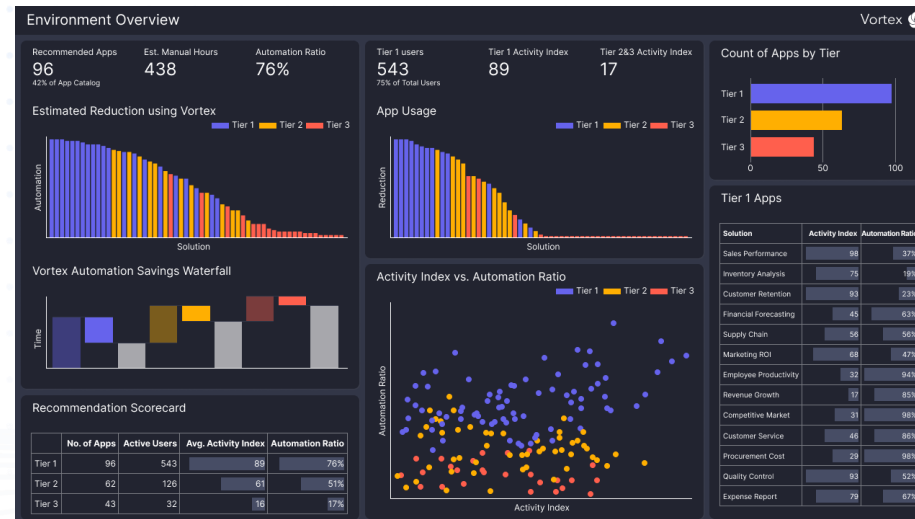 Environment Overview
Vortex
Recommended Apps
96
42% of App Catalog
Est. Manual Hours
438
Automation Ratio
76%
Estimated Reduction using Vortex
Tier 1 Tier 2 Tier 3
Automation
Solution
Vortex Automation Savings Waterfall
Time
Recommendation Scorecard
No. of Apps Active Users Avg. Activity Index Automation Ratio
Tier 1 96 543 89 76%
Tier 2 62 126 61 51%
Tier 3 43 32 16 17%
Tier 1 users
543
75% of Total Users
Tier 1 Activity Index
89
Tier 2&3 Activity Index
17
App Usage
Tier 1 Tier 2 Tier 3
Reduction
Solution
Activity Index vs. Automation Ratio
Tier 1 Tier 2 Tier 3
Automation Ratio
Activity Index
Count of Apps by Tier
Tier 1
Tier 2
Tier 3
0 50 100
Tier 1 Apps
Solution Activity Index Automation Ratio
Sales Performance 98 37%
Inventory Analysis 75 19%
Customer Retention 93 23%
Financial Forecasting 45 63%
Supply Chain 56 56%
Marketing ROI 68 47%
Employee Productivity 32 94%
Revenue Growth 17 85%
Competitive Market 31 98%
Customer Service 46 86%
Procurement Cost 29 98%
Quality Control 93 52%
Expense Report 79 67%